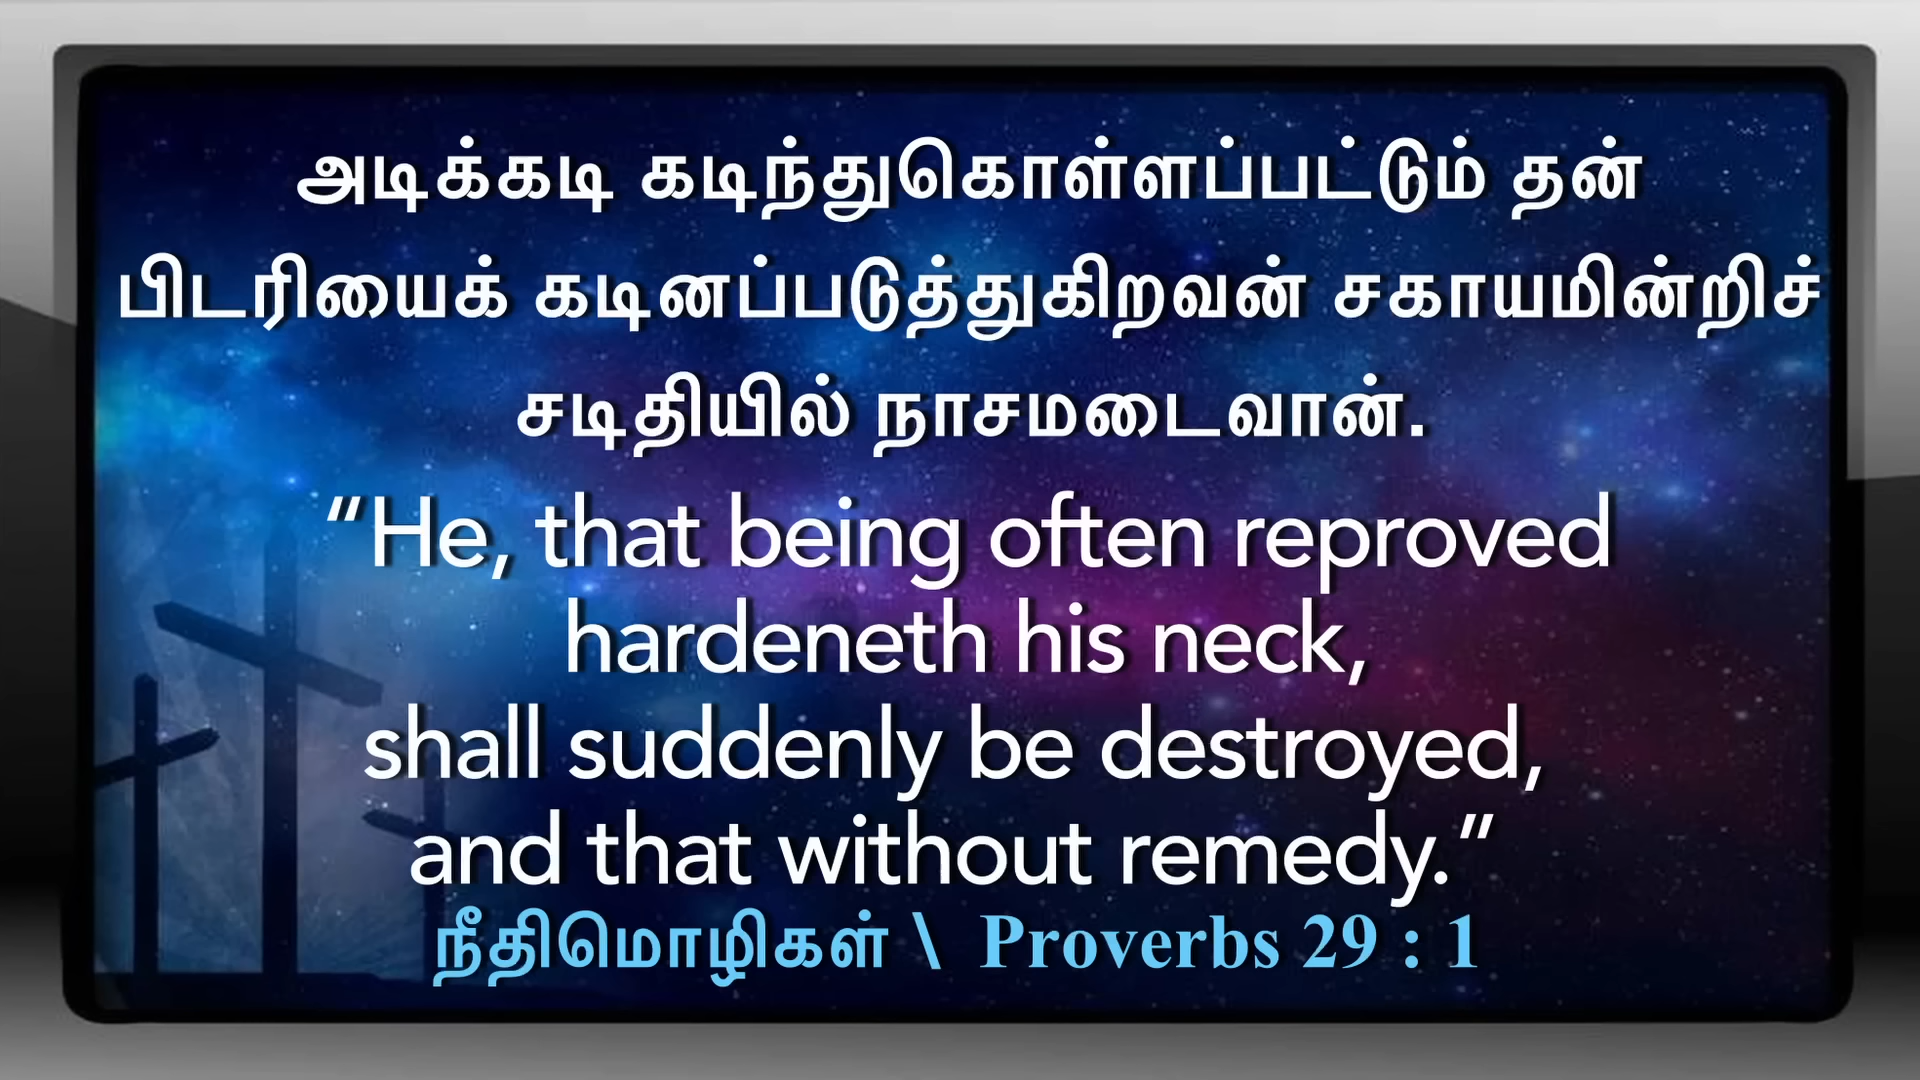 அடிக்கடி கடிந்துகொள்ளப்பட்டும் தன்
பிடரியைக் கடினப்படுத்துகிறவன் சகாயமின்றிச்
சடிதியில் நாசமடைவான்.
“He, that being often reproved
hardeneth his neck,
shall suddenly be destroyed,
and that without remedy.”
நீதிமொழிகள் \ Proverbs 29 : 1